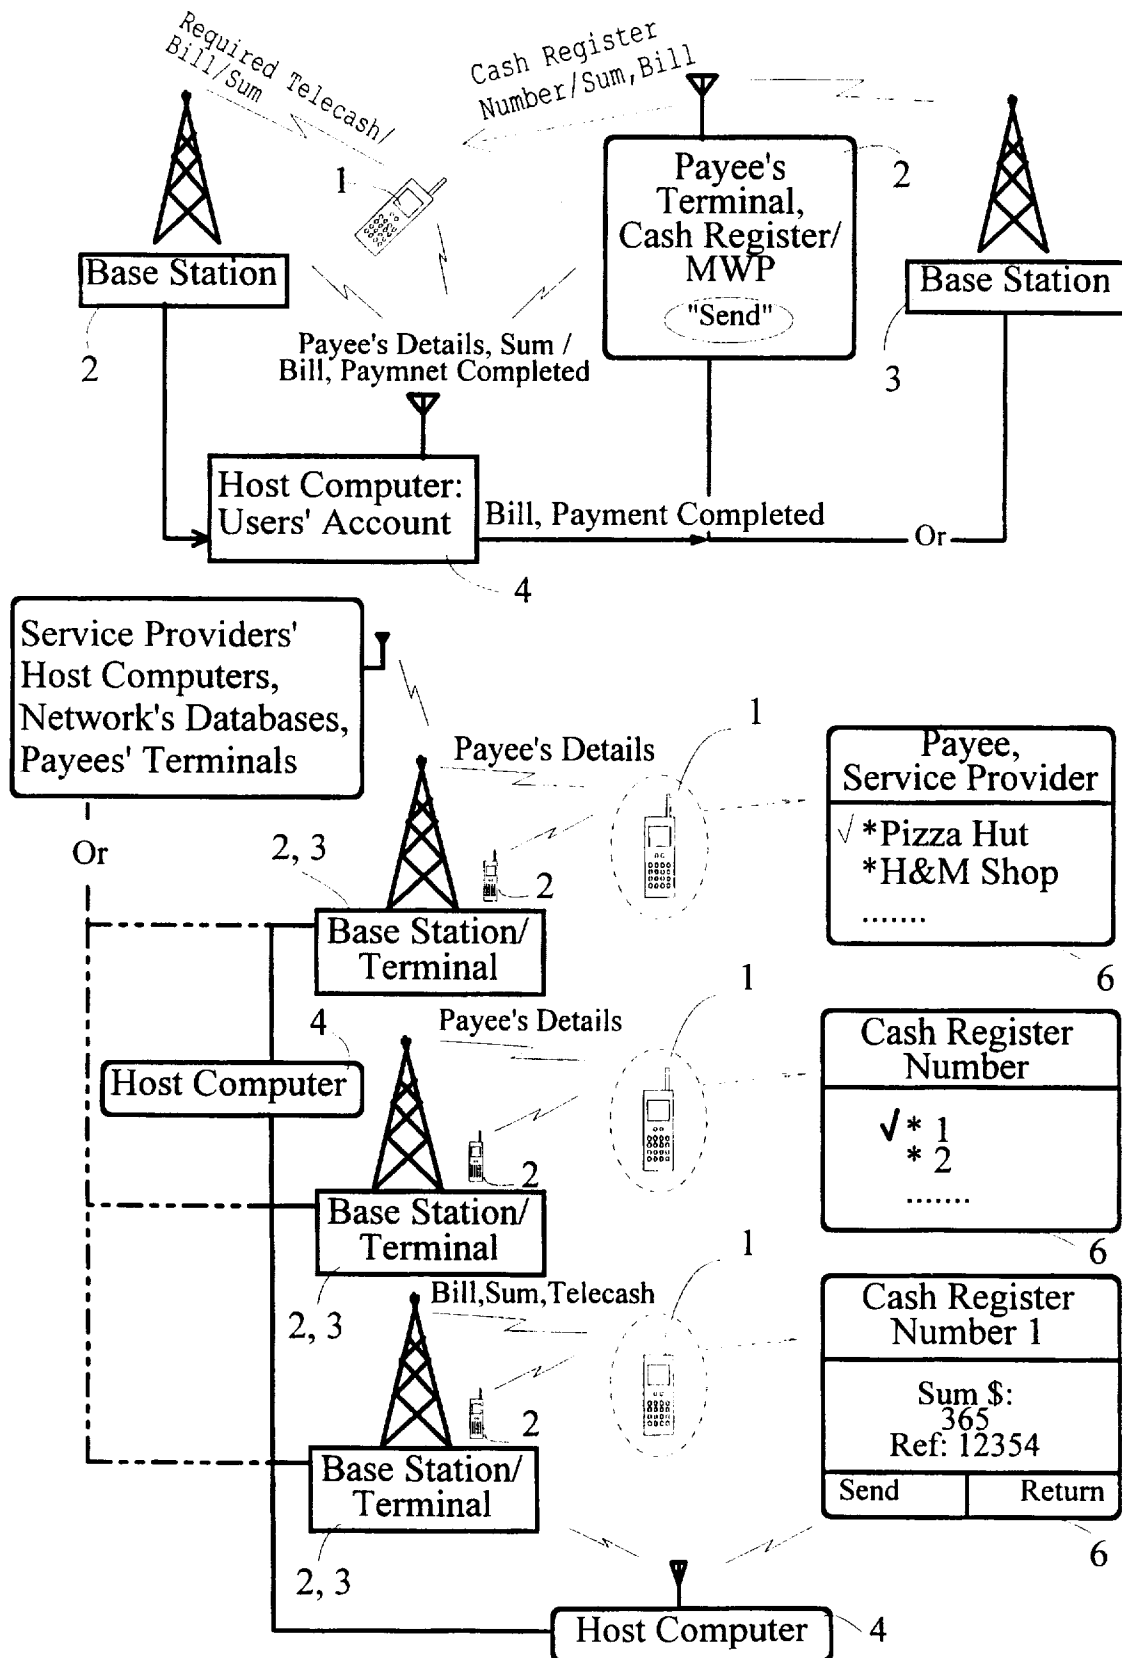 Required Telecash/
Bill/Sum
Cash Register
Number/Sum,Bill
1
Payee's
Terminal,
Cash Register/
MWP
"Send"
2
Base Station
2
Base Station
3
Payee's Details, Sum /
Bill, Paymnet Completed
Host Computer:
Users' Account
Bill, Payment Completed
Or
4
Service Providers'
Host Computers,
Network's Databases,
Payees' Terminals
Or
Payee's Details
1
2, 3
2
Base Station/
Terminal
Payee,
Service Provider
√ *Pizza Hut
*H&M Shop
.......
6
4
Host Computer
Payee's Details
1
2
Base Station/
Terminal
2, 3
Cash Register
Number
√ * 1
* 2
.......
6
Bill,Sum,Telecash
1
2
Base Station/
Terminal
2, 3
Cash Register
Number 1
Sum $:
365
Ref: 12354
Send Return
6
Host Computer
4